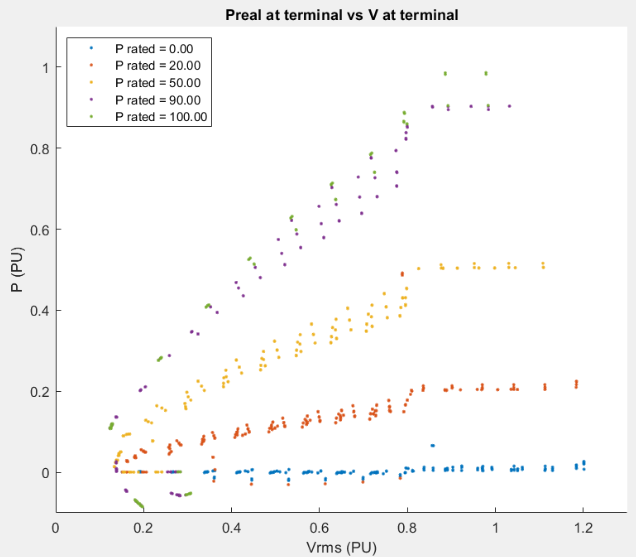 Preal at terminal vs V at terminal
P rated = 0.00
P rated = 20.00
P rated = 50.00
P rated = 90.00
P rated = 100.00
1
0.8
0.6
0.4
0.2
0
P (PU)
0 0.2 0.4 0.6 0.8 1 1.2
Vrms (PU)